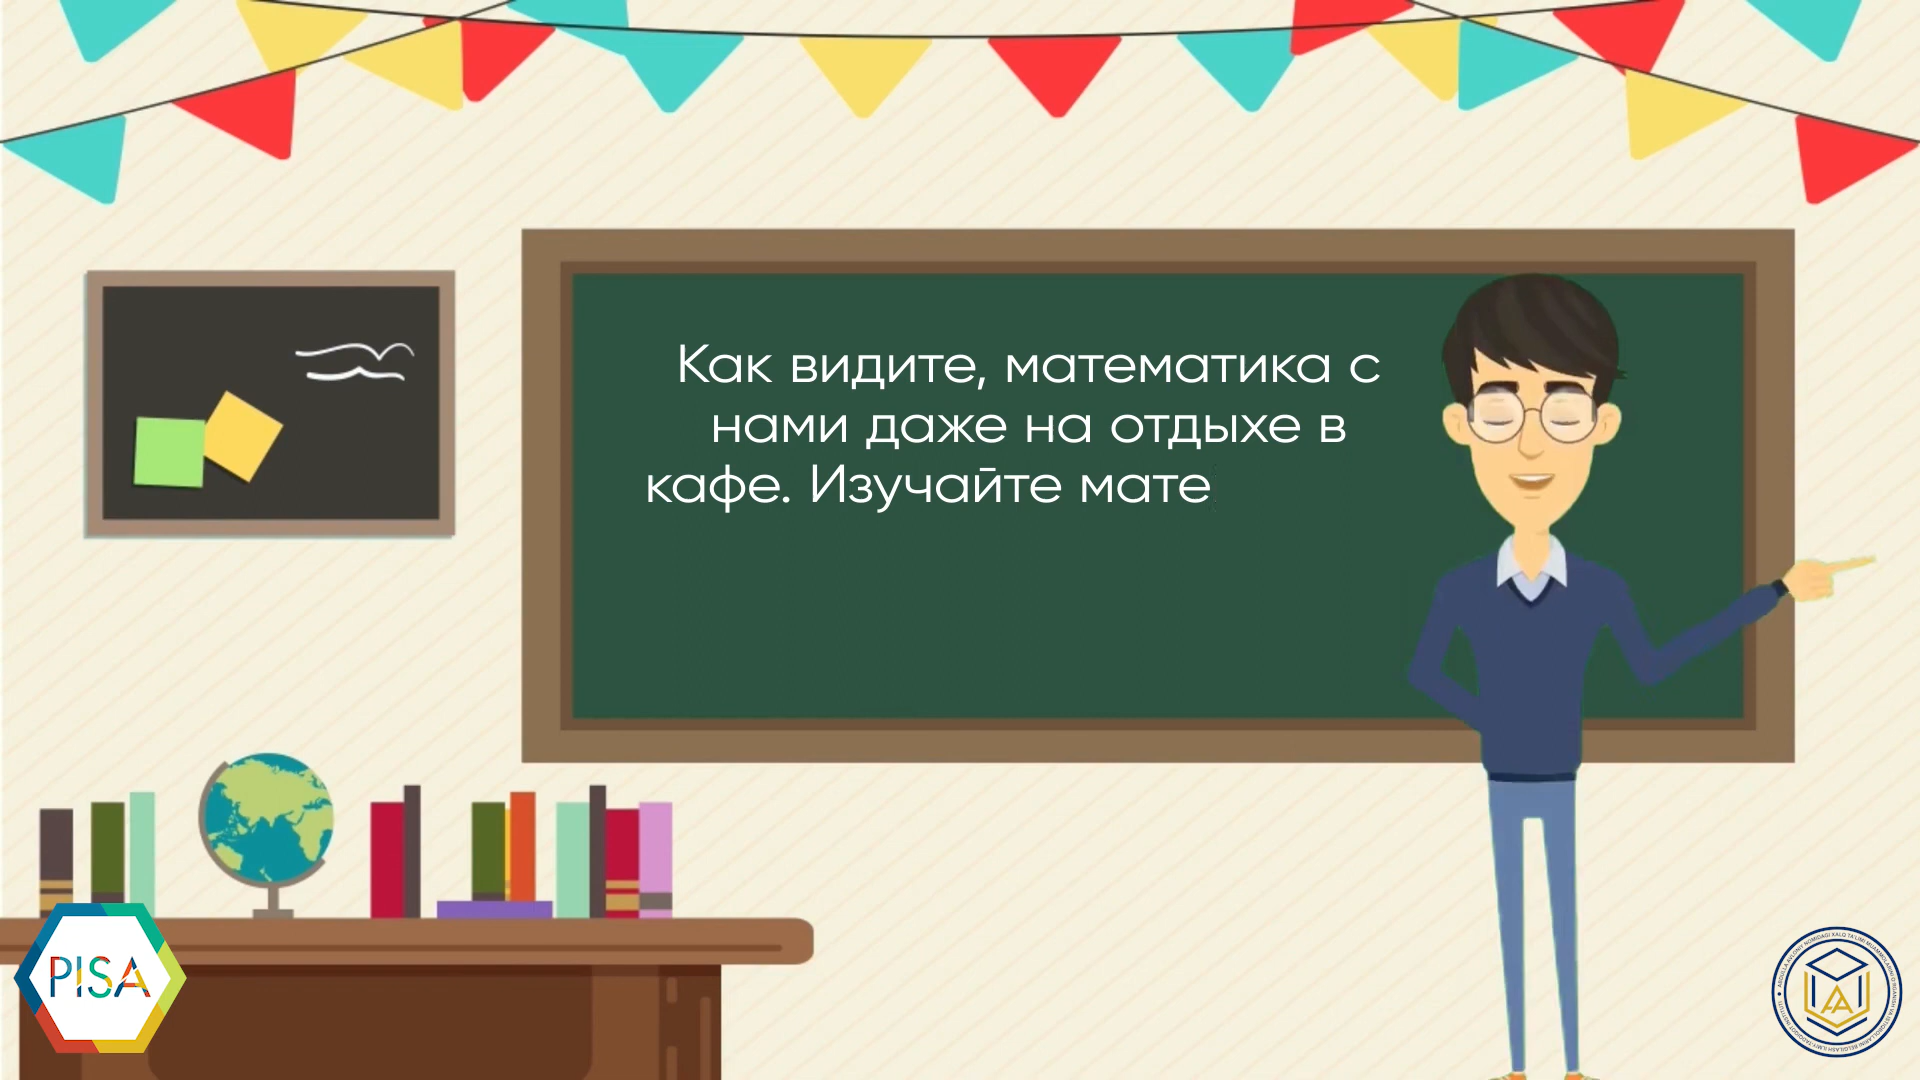 Как видите, математика с
нами даже на отдыхе в
кафе. Изучайте мате
PISA